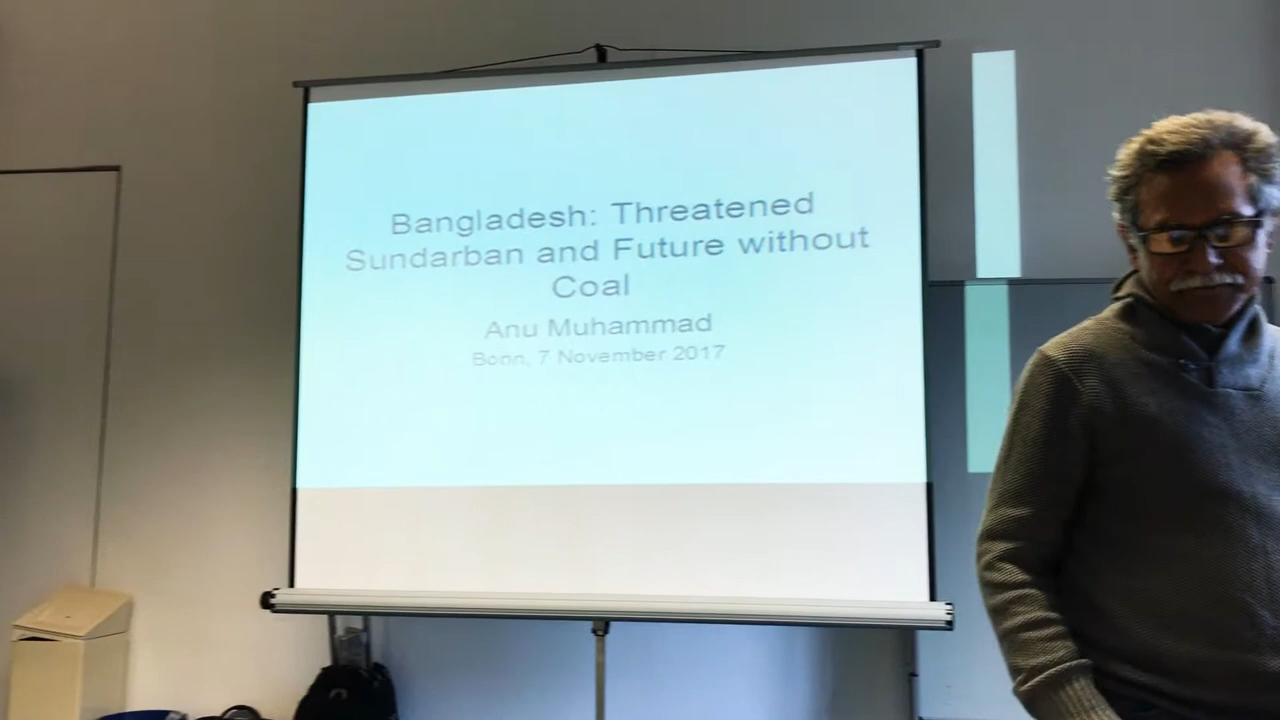 Bangladesh: Threatened
Sundarban and Future without
Coal
Anu Muhammad
Bonn, 7 November 2017